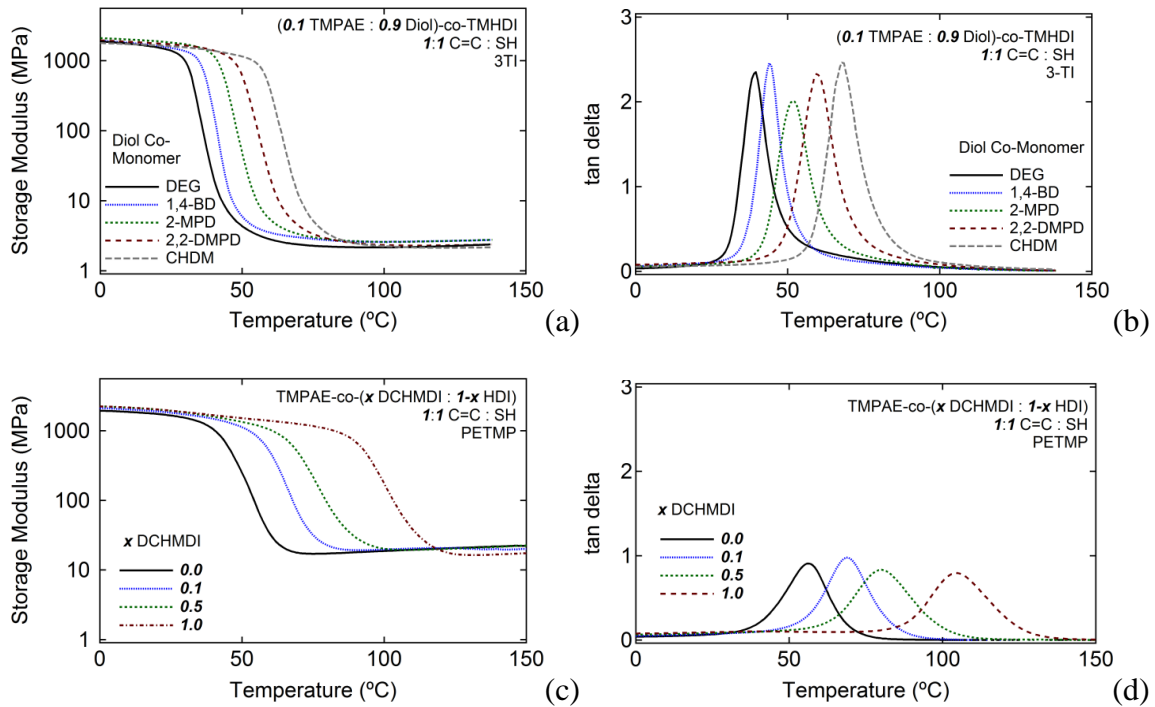 (0.1 TMPAE : 0.9 Diol)-co-TMHDI
1:1 C=C : SH
3TI
Storage Modulus (MPa)
1000
100
10
1
Diol Co-
Monomer
DEG
1,4-BD
2-MPD
2,2-DMPD
CHDM
0 50 100 150
Temperature (ºC)
(a)
(0.1 TMPAE : 0.9 Diol)-co-TMHDI
1:1 C=C : SH
3-TI
tan delta
3
2
1
0
Diol Co-Monomer
DEG
1,4-BD
2-MPD
2,2-DMPD
CHDM
0 50 100 150
Temperature (ºC)
(b)
TMPAE-co-(x DCHMDI : 1-x HDI)
1:1 C=C : SH
PETMP
Storage Modulus (MPa)
1000
100
10
1
x DCHMDI
0.0
0.1
0.5
1.0
0 50 100 150
Temperature (ºC)
(c)
TMPAE-co-(x DCHMDI : 1-x HDI)
1:1 C=C : SH
PETMP
tan delta
3
2
1
0
x DCHMDI
0.0
0.1
0.5
1.0
0 50 100 150
Temperature (ºC)
(d)